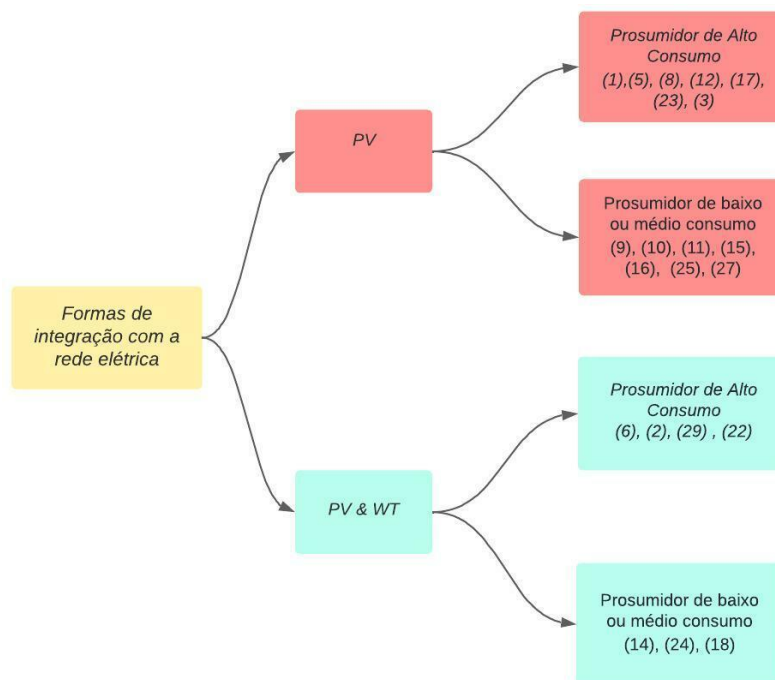 Prosumidor de Alto
Consumo
(1),(5), (8), (12), (17),
(23), (3)
PV
Prosumidor de baixo
ou médio consumo
(9), (10), (11), (15),
(16), (25), (27)
Formas de
integração com a
rede elétrica
Prosumidor de Alto
Consumo
(6), (2), (29) , (22)
PV & WT
Prosumidor de baixo
ou médio consumo
(14), (24), (18)